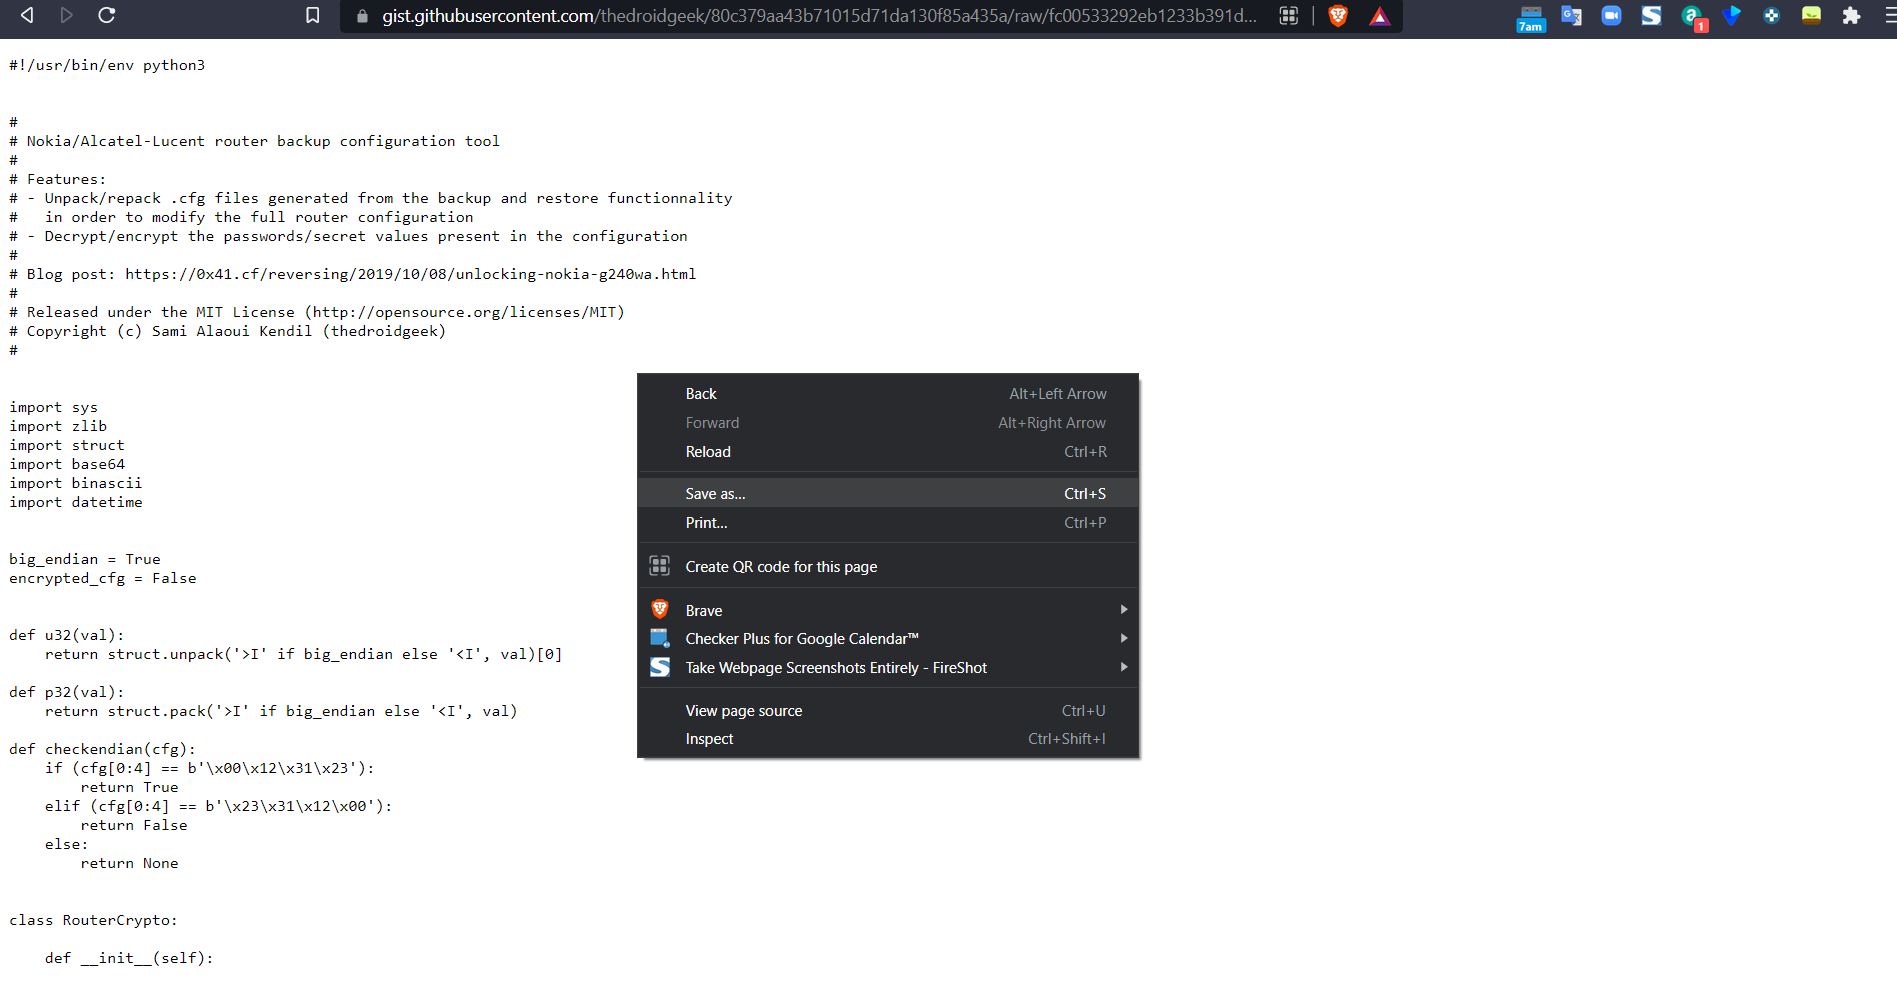 gist.githubusercontent.com/thedroidgeek/80c379aa43b71015d71da130f85a435a/raw/fc00533292eb1233b391d...
7am
1
#!/usr/bin/env python3
#
# Nokia/Alcatel-Lucent router backup configuration tool
#
# Features:
# - Unpack/repack .cfg files generated from the backup and restore functionnality
#   in order to modify the full router configuration
# - Decrypt/encrypt the passwords/secret values present in the configuration
#
# Blog post: https://0x41.cf/reversing/2019/10/08/unlocking-nokia-g240wa.html
#
# Released under the MIT License (http://opensource.org/licenses/MIT)
# Copyright (c) Sami Alaoui Kendil (thedroidgeek)
#
import sys
import zlib
import struct
import base64
import binascii
import datetime
big_endian = True
encrypted_cfg = False
def u32(val):
    return struct.unpack('>I' if big_endian else '<I', val)[0]
def p32(val):
    return struct.pack('>I' if big_endian else '<I', val)
def checkendian(cfg):
    if (cfg[0:4] == b'\x00\x12\x31\x23'):
        return True
    elif (cfg[0:4] == b'\x23\x31\x12\x00'):
        return False
    else:
        return None
class RouterCrypto:
    def __init__(self):
Back Alt+Left Arrow
Forward Alt+Right Arrow
Reload Ctrl+R
Save as... Ctrl+S
Print... Ctrl+P
Create QR code for this page
Brave
Checker Plus for Google Calendar™
Take Webpage Screenshots Entirely - FireShot
View page source Ctrl+U
Inspect Ctrl+Shift+I